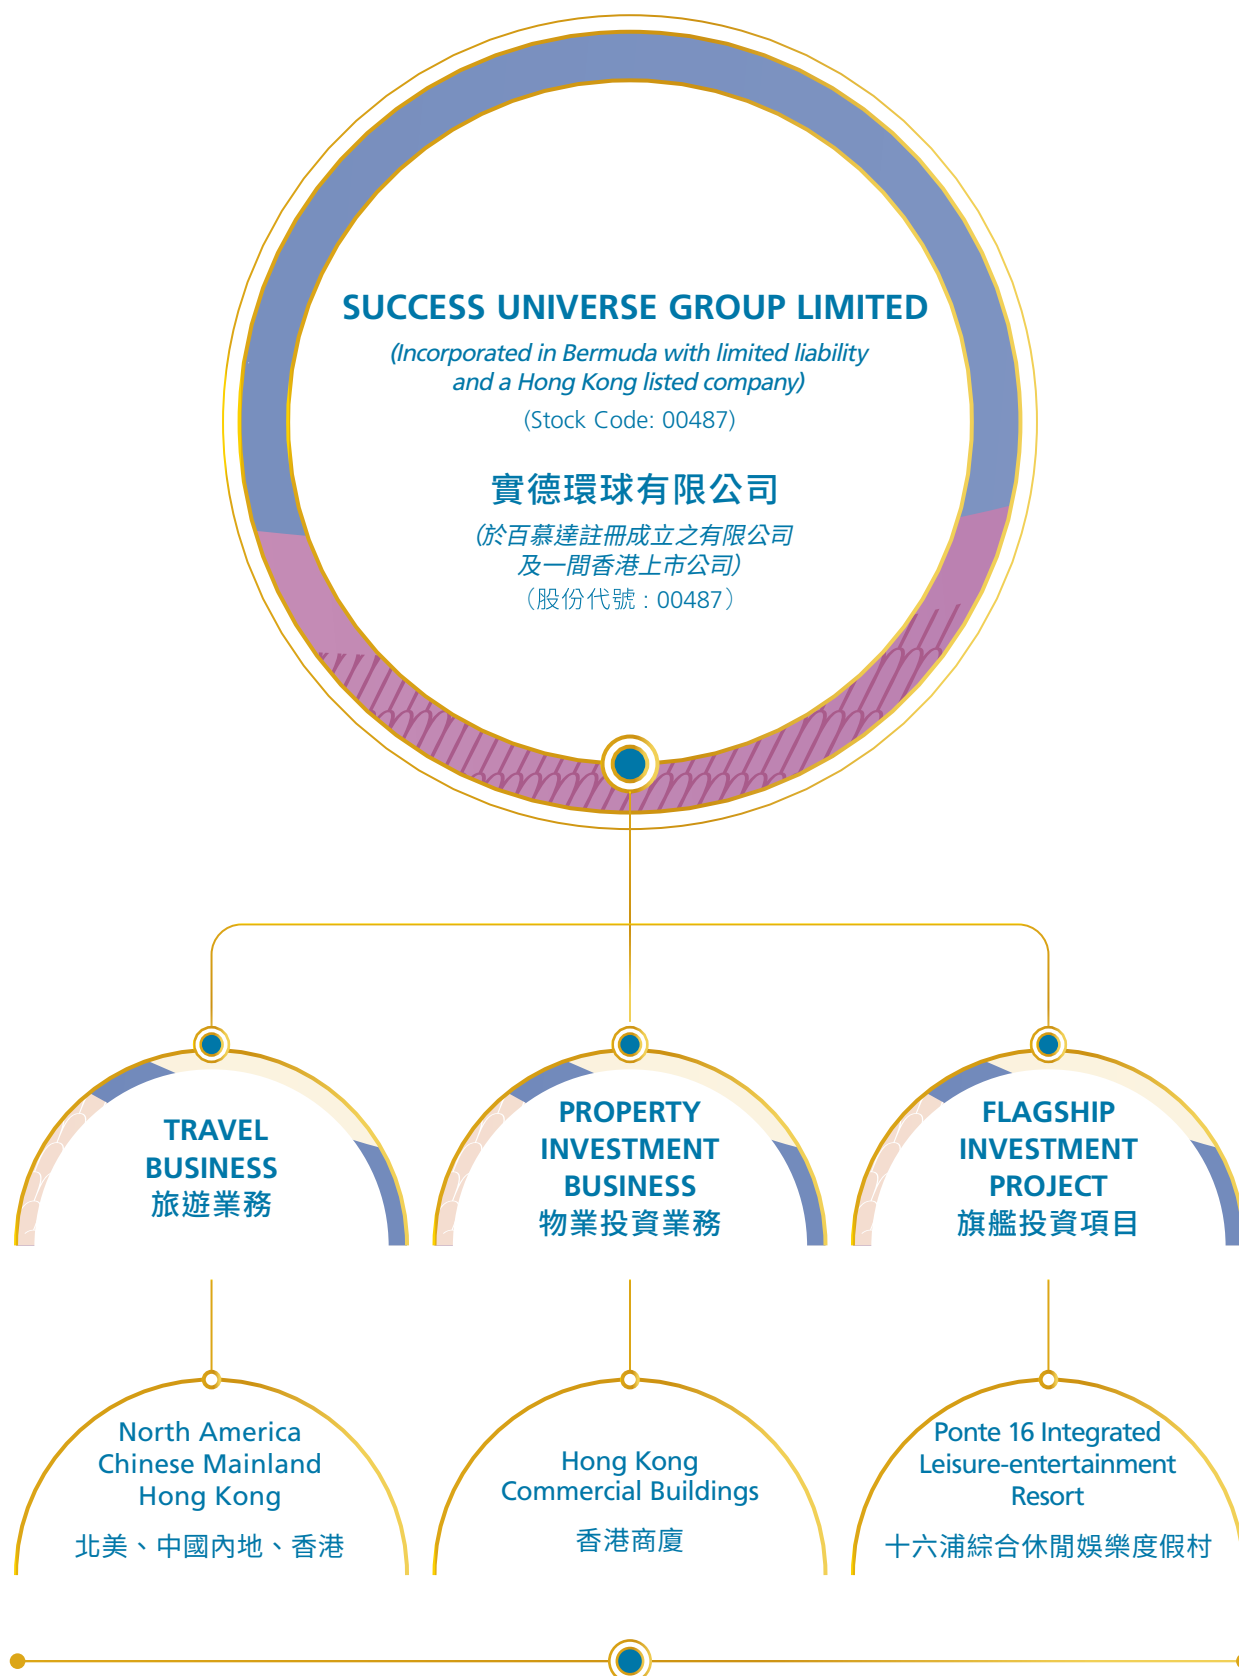 SUCCESS UNIVERSE GROUP LIMITED
(Incorporated in Bermuda with limited liability
and a Hong Kong listed company)
(Stock Code: 00487)
實德環球有限公司
(於百慕達註冊成立之有限公司
及一間香港上市公司)
（股份代號 : 00487）
TRAVEL
BUSINESS
旅遊業務
PROPERTY
INVESTMENT
BUSINESS
物業投資業務
FLAGSHIP
INVESTMENT
PROJECT
旗艦投資項目
North America
Chinese Mainland
Hong Kong
北美、中國內地、香港
Hong Kong
Commercial Buildings
香港商廈
Ponte 16 Integrated
Leisure-entertainment
Resort
十六浦綜合休閒娛樂度假村